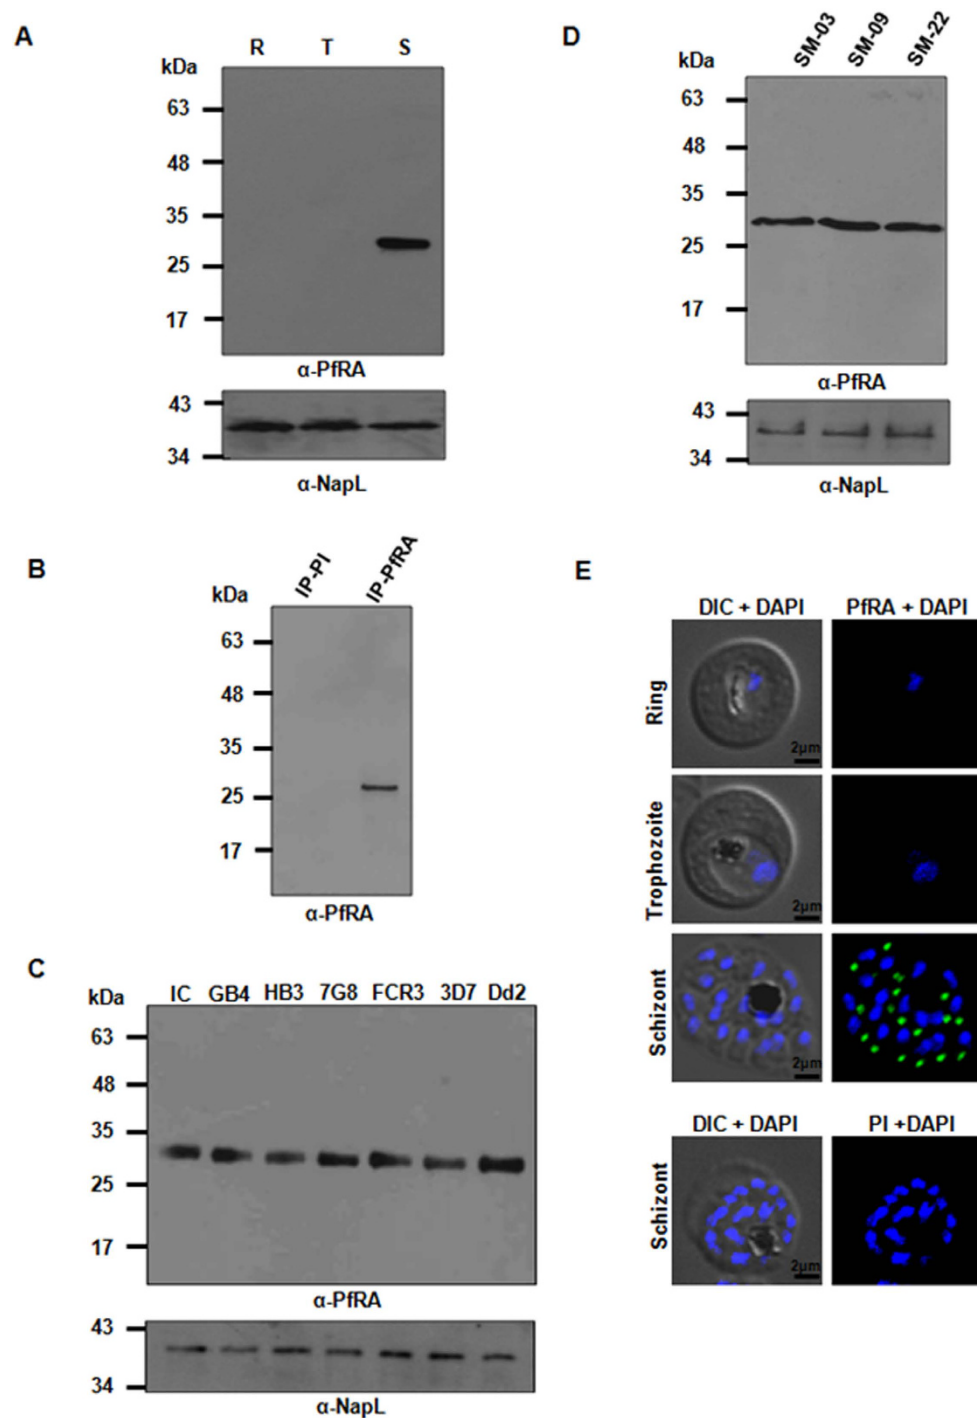 A
R T S
kDa
63
48
35
25
17
α-PfRA
43
34
α-NapL
B
IP-PI IP-PfRA
kDa
63
48
35
25
17
α-PfRA
C
kDa IC GB4 HB3 7G8 FCR3 3D7 Dd2
63
48
35
25
17
α-PfRA
43
34
α-NapL
D
SM-03 SM-09 SM-22
kDa
63
48
35
25
17
α-PfRA
43
34
α-NapL
E
DIC + DAPI PfRA + DAPI
Ring
2µm
Trophozoite
2µm
Schizont
2µm
DIC + DAPI PI +DAPI
Schizont
2µm